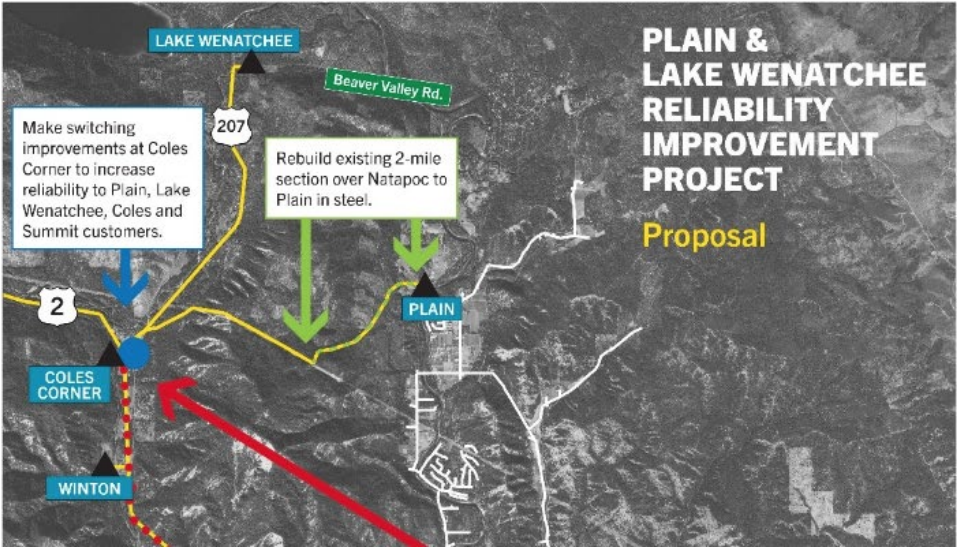 PLAIN &
LAKE WENATCHEE
RELIABILITY
IMPROVEMENT
PROJECT
Proposal
LAKE WENATCHEE
Beaver Valley Rd.
207
Make switching
improvements at Coles
Corner to increase
reliability to Plain, Lake
Wenatchee, Coles and
Summit customers.
Rebuild existing 2-mile
section over Natapoc to
Plain in steel.
2
PLAIN
COLES
CORNER
WINTON